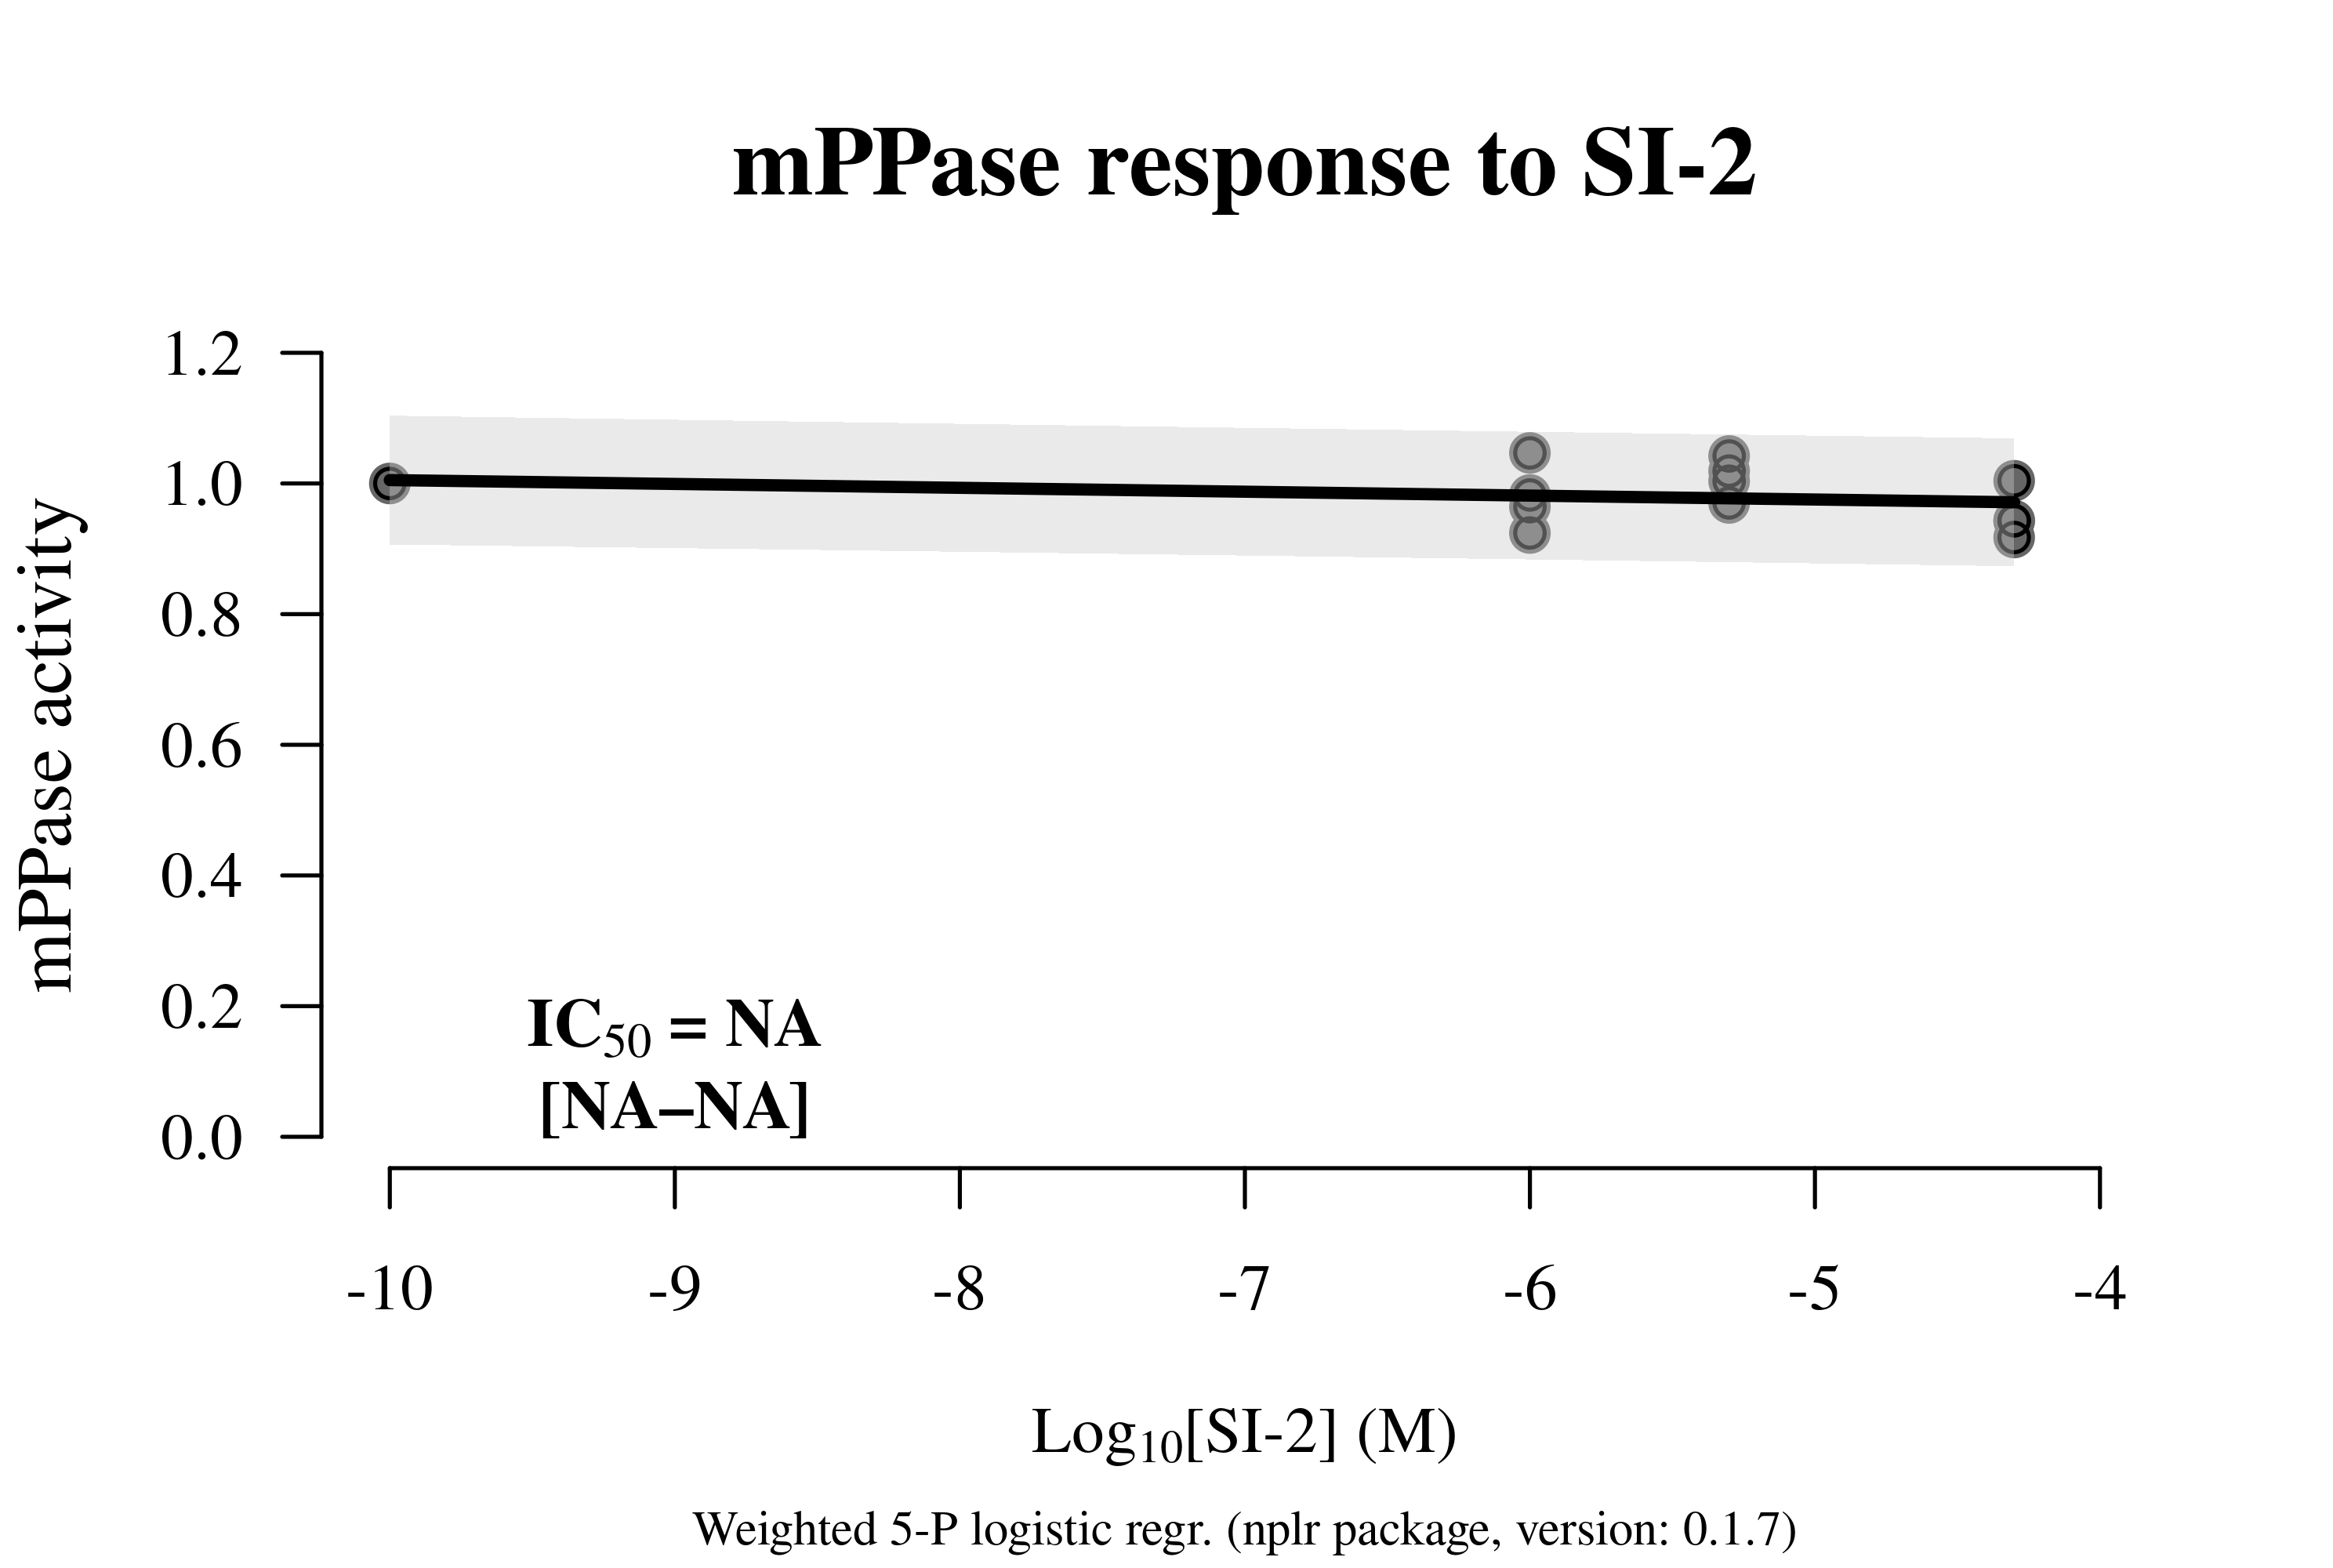 mPPase response to SI-2
mPPase activity
1.2
1.0
0.8
0.6
0.4
0.2
0.0
IC50 = NA
[NA–NA]
-10 -9 -8 -7 -6 -5 -4
Log10[SI-2] (M)
Weighted 5-P logistic regr. (nplr package, version: 0.1.7)